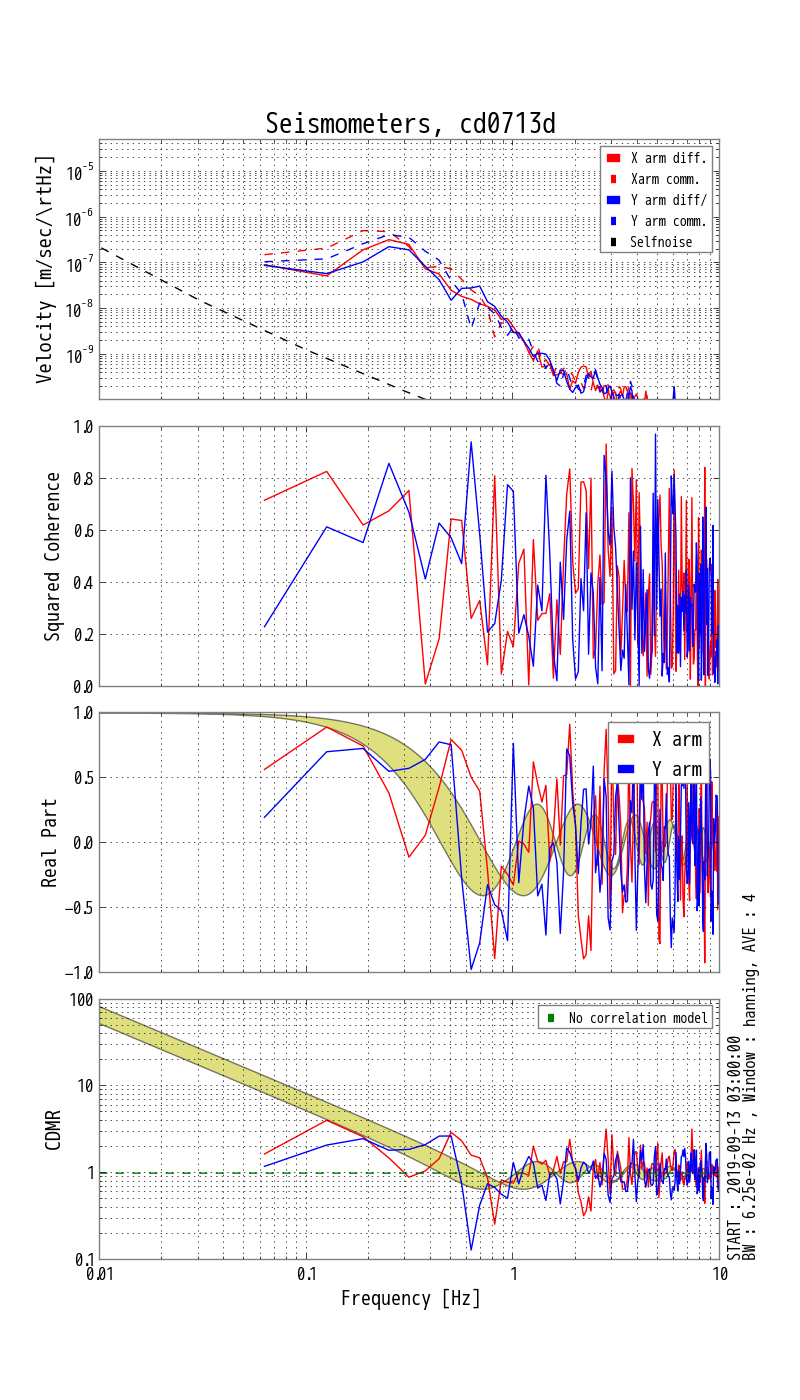 Seismometers, cd0713d
Velocity [m/sec/\rtHz]
10^-5
10^-6
10^-7
10^-8
10^-9
X arm diff.
Xarm comm.
Y arm diff/
Y arm comm.
Selfnoise
Squared Coherence
1.0
0.8
0.6
0.4
0.2
0.0
Real Part
1.0
0.5
0.0
−0.5
−1.0
X arm
Y arm
CDMR
100
10
1
0.1
No correlation model
0.01
0.1
1
10
Frequency [Hz]
START : 2019-09-13 03:00:00
BW : 6.25e-02 Hz , Window : hanning, AVE : 4